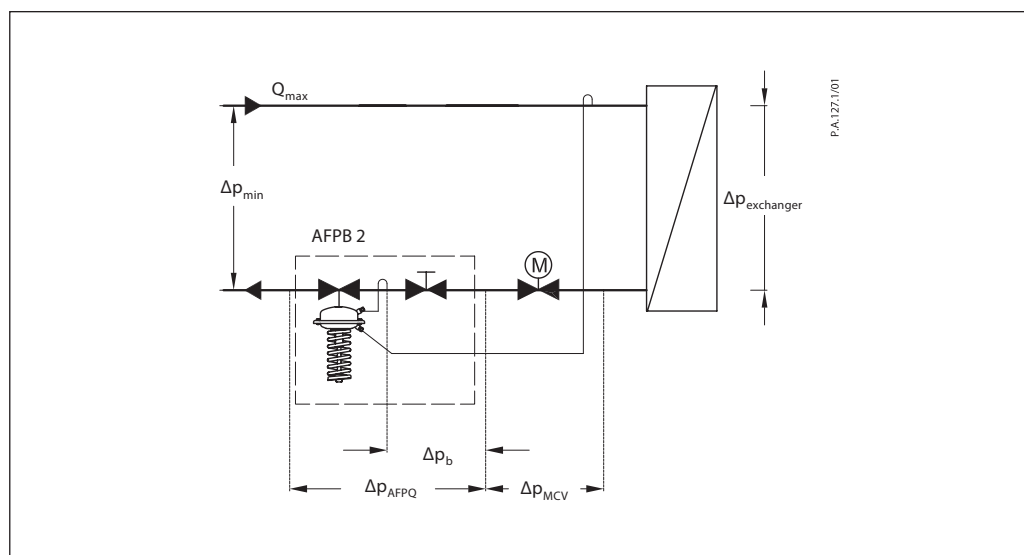 Q_max
P.A.127.1/01
Δp_min
Δp_exchanger
AFPB 2
M
Δp_b
Δp_AFPQ
Δp_MCV